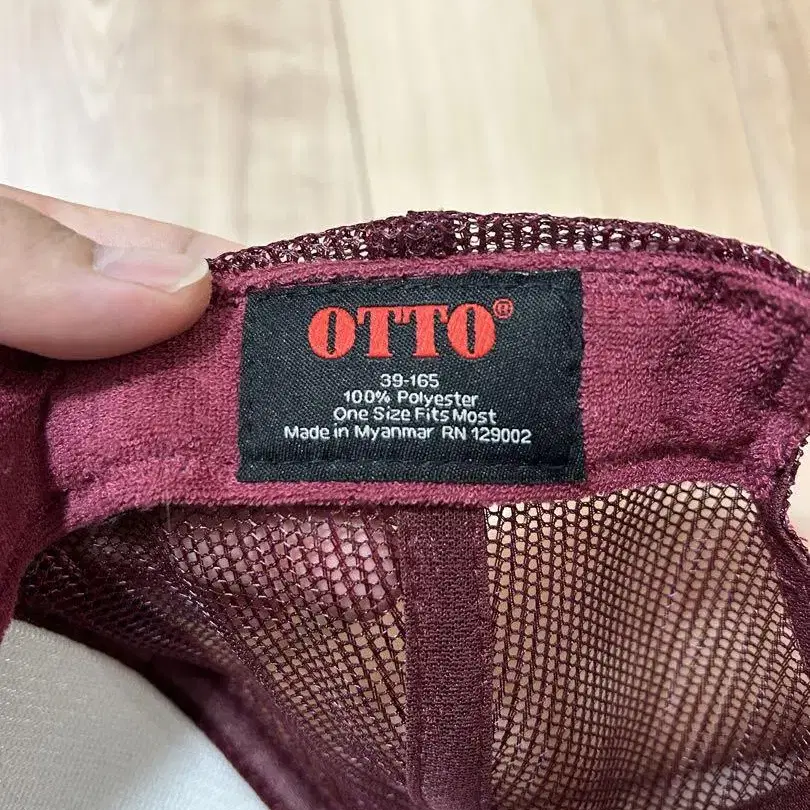 OTTO®
39-165
100% Polyester
One Size Fits Most
Made in Myanmar RN 129002